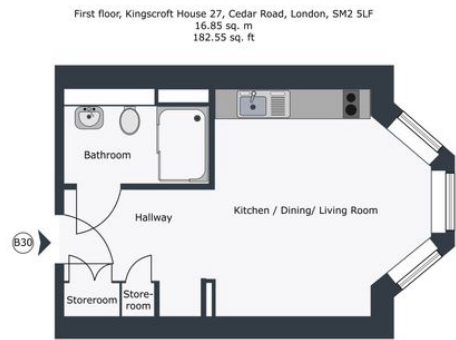 First floor, Kingscroft House 27, Cedar Road, London, SM2 5LF
16.85 sq. m
182.55 sq. ft
Bathroom
Hallway
Kitchen / Dining/ Living Room
B30
Storeroom
Store-
room